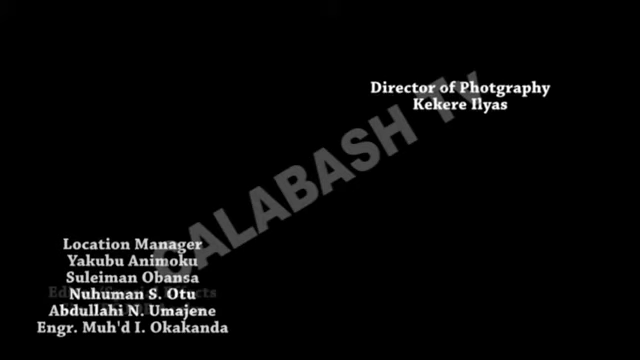 Director of Photgraphy
Kekere Ilyas
CALABASH Tv
Location Manager
Yakubu Animoku
Suleiman Obansa
Nuhuman S. Otu
Abdullahi N. Umajene
Engr. Muh'd I. Okakanda